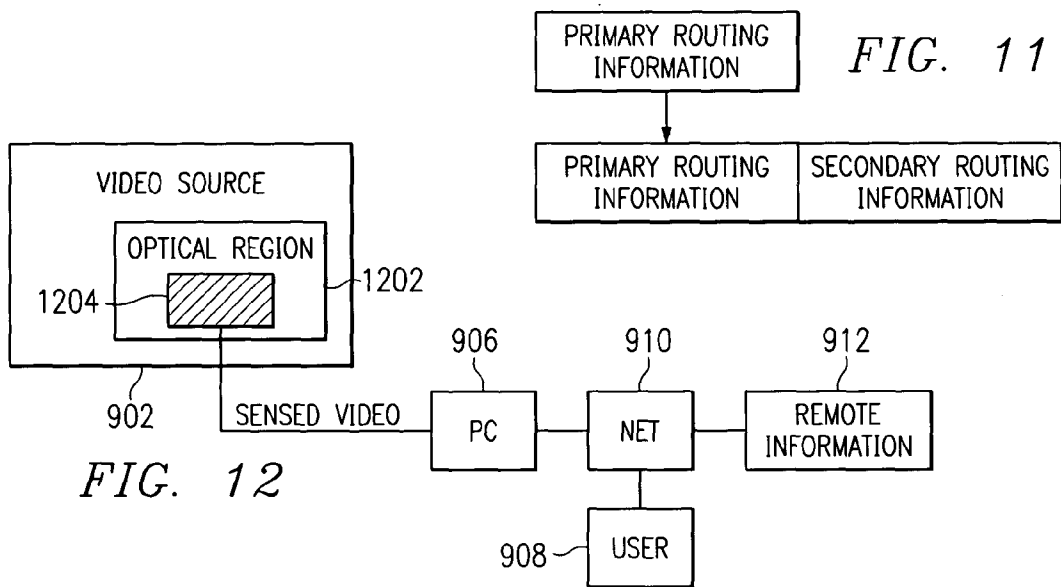 PRIMARY ROUTING
INFORMATION
FIG. 11
PRIMARY ROUTING
INFORMATION
SECONDARY ROUTING
INFORMATION
VIDEO SOURCE
OPTICAL REGION
1204
1202
902
SENSED VIDEO
906
PC
910
NET
912
REMOTE
INFORMATION
908
USER
FIG. 12